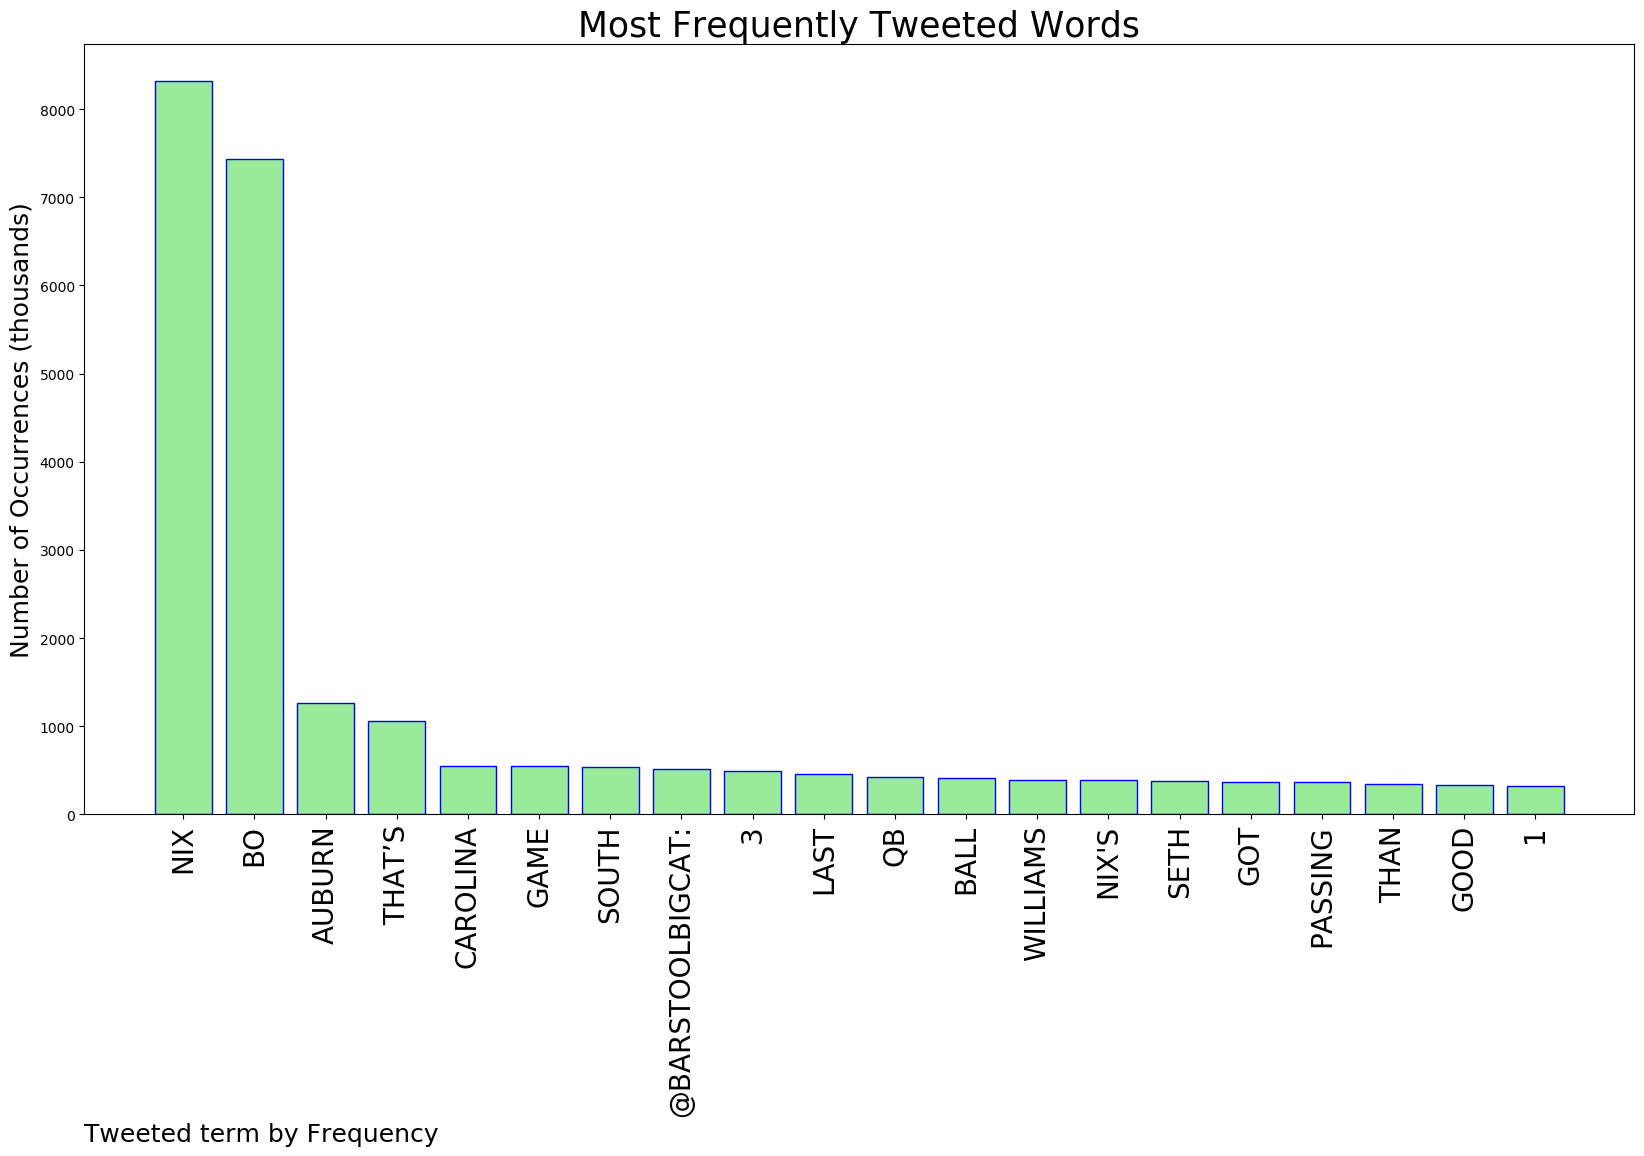 Most Frequently Tweeted Words
Number of Occurrences (thousands)
8000
7000
6000
5000
4000
3000
2000
1000
0
NIX
BO
AUBURN
THAT’S
CAROLINA
GAME
SOUTH
@BARSTOOLBIGCAT:
3
LAST
QB
BALL
WILLIAMS
NIX'S
SETH
GOT
PASSING
THAN
GOOD
1
Tweeted term by Frequency